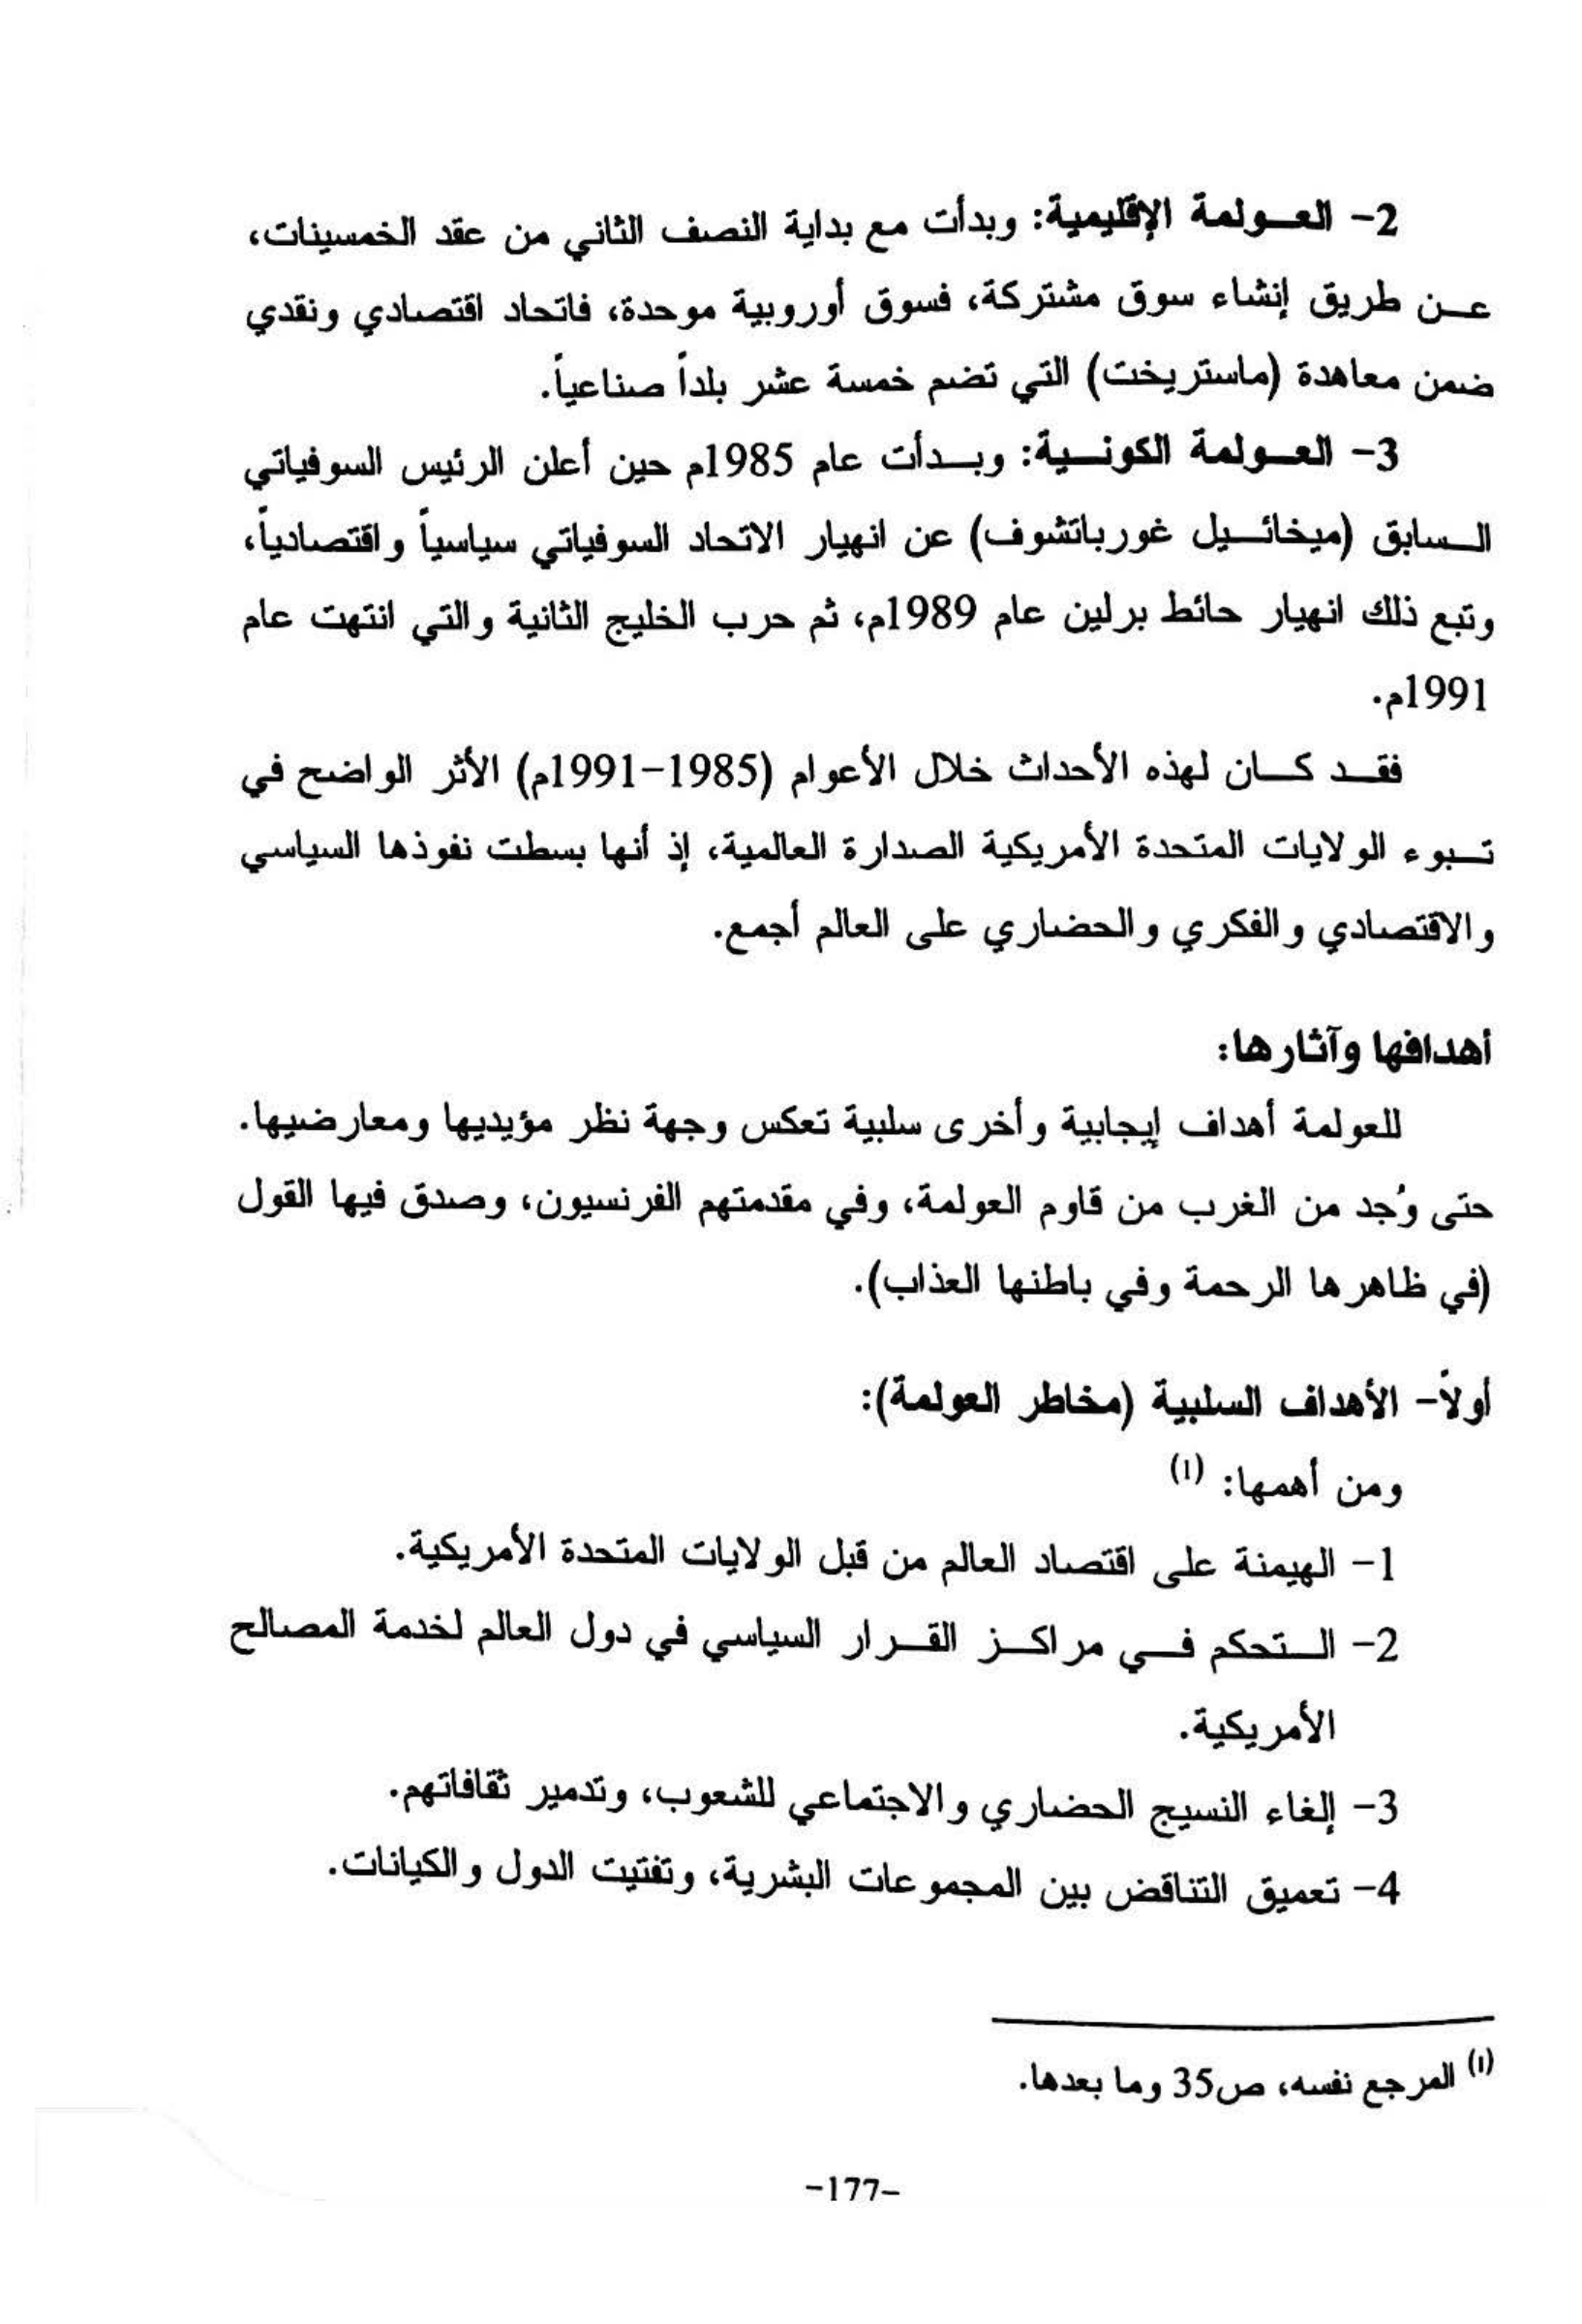 2- العولمة الإقليمية: وبدأت مع بداية النصف الثاني من عقد الخمسينات،
عن طريق إنشاء سوق مشتركة، فسوق أوروبية موحدة، فاتحاد اقتصادي ونقدي
ضمن معاهدة (ماستريخت) التي تضم خمسة عشر بلداً صناعياً.
3- العولمة الكونية: وبدأت عام 1985م حين أعلن الرئيس السوفياتي
السابق (ميخائيل غورباتشوف) عن انهيار الاتحاد السوفياتي سياسياً واقتصادياً،
وتبع ذلك انهيار حائط برلين عام 1989م، ثم حرب الخليج الثانية والتي انتهت عام
1991م.
فقد كان لهذه الأحداث خلال الأعوام (1985-1991م) الأثر الواضح في
تبوء الولايات المتحدة الأمريكية الصدارة العالمية، إذ أنها بسطت نفوذها السياسي
والاقتصادي والفكري والحضاري على العالم أجمع.
أهدافها وآثارها:
للعولمة أهداف إيجابية وأخرى سلبية تعكس وجهة نظر مؤيديها ومعارضيها.
حتى وُجد من الغرب من قاوم العولمة، وفي مقدمتهم الفرنسيون، وصدق فيها القول
(في ظاهرها الرحمة وفي باطنها العذاب).
أولاً- الأهداف السلبية (مخاطر العولمة):
ومن أهمها: (1)
1- الهيمنة على اقتصاد العالم من قبل الولايات المتحدة الأمريكية.
2- التحكم في مراكز القرار السياسي في دول العالم لخدمة المصالح
الأمريكية.
3- إلغاء النسيج الحضاري والاجتماعي للشعوب، وتدمير ثقافاتهم.
4- تعميق التناقض بين المجموعات البشرية، وتفتيت الدول والكيانات.
(1) المرجع نفسه، ص35 وما بعدها.
-177-